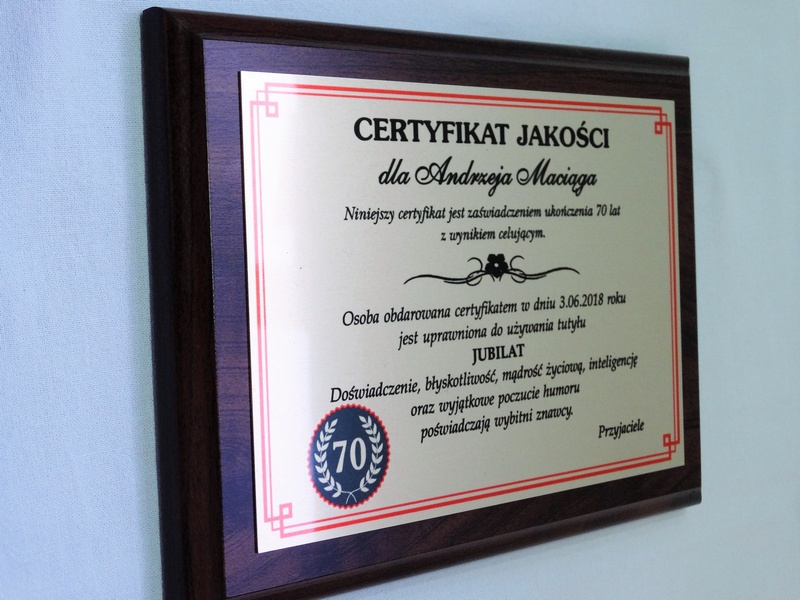 CERTYFIKAT JAKOŚCI
dla Andrzeja Maciąga
Niniejszy certyfikat jest zaświadczeniem ukończenia 70 lat
z wynikiem celującym.
Osoba obdarowana certyfikatem w dniu 3.06.2018 roku
jest uprawniona do używania tutyłu
JUBILAT
Doświadczenie, błyskotliwość, mądrość życiową, inteligencję
oraz wyjątkowe poczucie humoru
poświadczają wybitni znawcy.
Przyjaciele
70